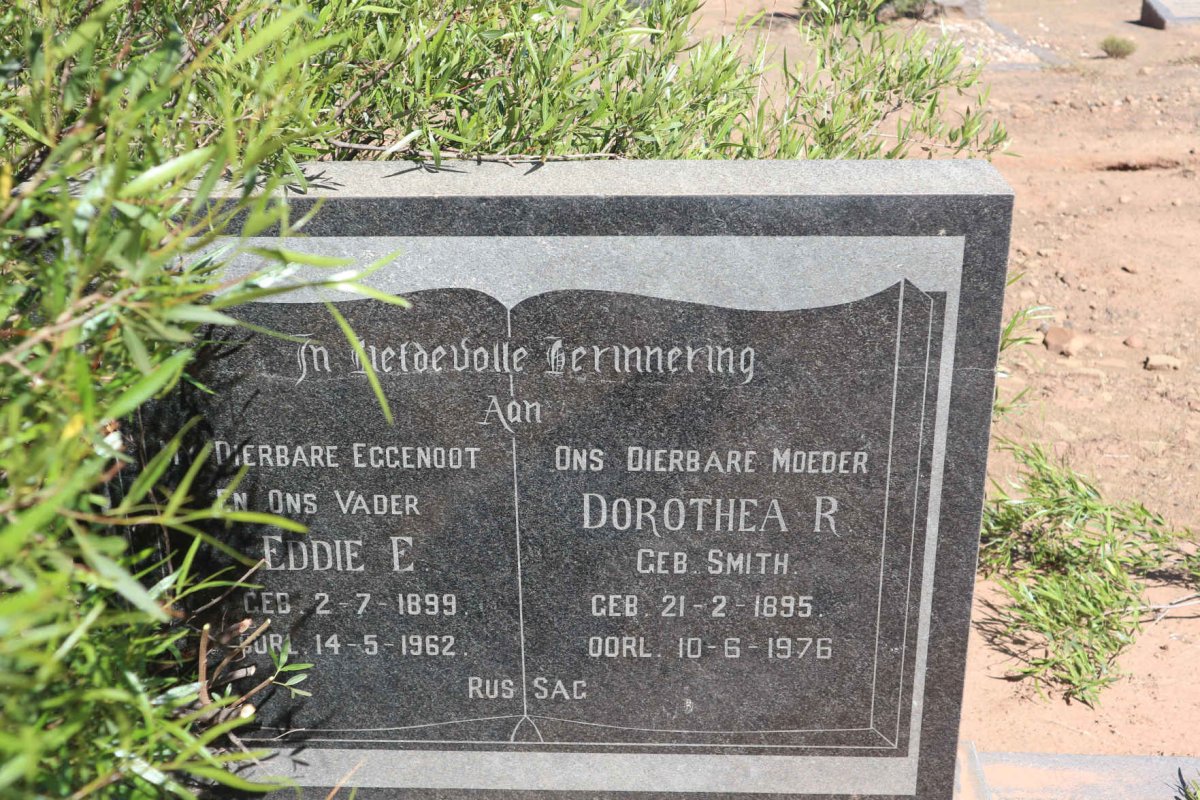 In Liefdevolle Herinnering
Aan
Dierbare Eggenoot
En Ons Vader
Eddie E.
Geb. 2-7-1899.
Oorl. 14-5-1962.
Ons Dierbare Moeder
Dorothea R.
Geb. Smith.
Geb. 21-2-1895.
Oorl. 10-6-1976
Rus Sag